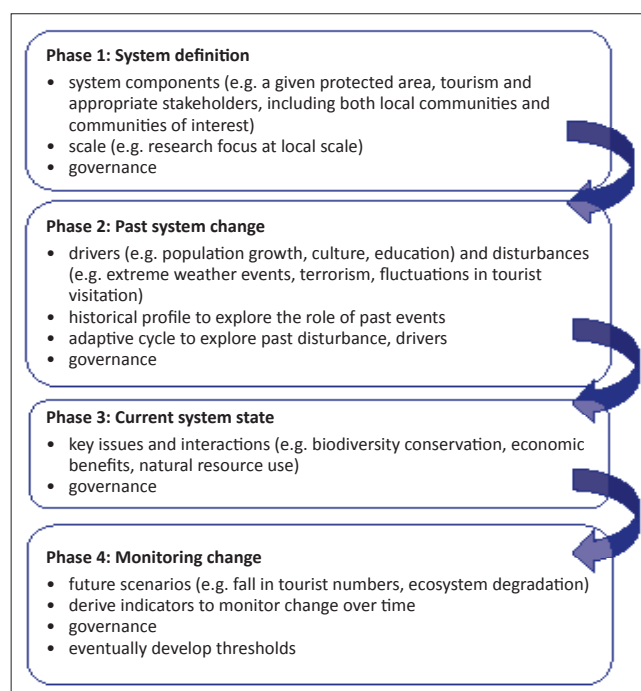 Phase 1: System definition
• system components (e.g. a given protected area, tourism and
appropriate stakeholders, including both local communities and
communities of interest)
• scale (e.g. research focus at local scale)
• governance
Phase 2: Past system change
• drivers (e.g. population growth, culture, education) and disturbances
(e.g. extreme weather events, terrorism, fluctuations in tourist
visitation)
• historical profile to explore the role of past events
• adaptive cycle to explore past disturbance, drivers
• governance
Phase 3: Current system state
• key issues and interactions (e.g. biodiversity conservation, economic
benefits, natural resource use)
• governance
Phase 4: Monitoring change
• future scenarios (e.g. fall in tourist numbers, ecosystem degradation)
• derive indicators to monitor change over time
• governance
• eventually develop thresholds